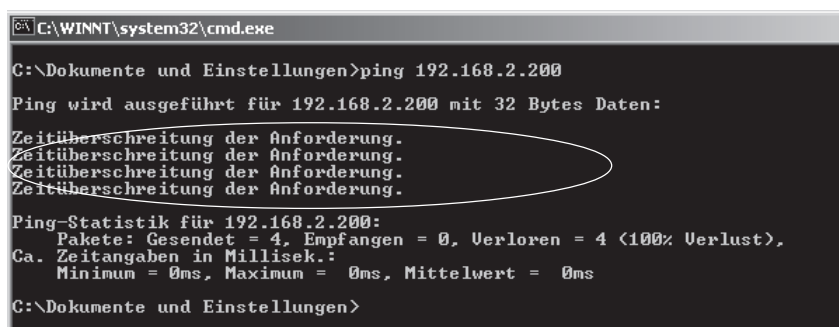 C:\WINNT\system32\cmd.exe
C:\Dokumente und Einstellungen>ping 192.168.2.200
Ping wird ausgeführt für 192.168.2.200 mit 32 Bytes Daten:
Zeitüberschreitung der Anforderung.
Zeitüberschreitung der Anforderung.
Zeitüberschreitung der Anforderung.
Zeitüberschreitung der Anforderung.
Ping-Statistik für 192.168.2.200:
Pakete: Gesendet = 4, Empfangen = 0, Verloren = 4 (100% Verlust),
Ca. Zeitangaben in Millisek.:
Minimum = 0ms, Maximum =  0ms, Mittelwert =  0ms
C:\Dokumente und Einstellungen>